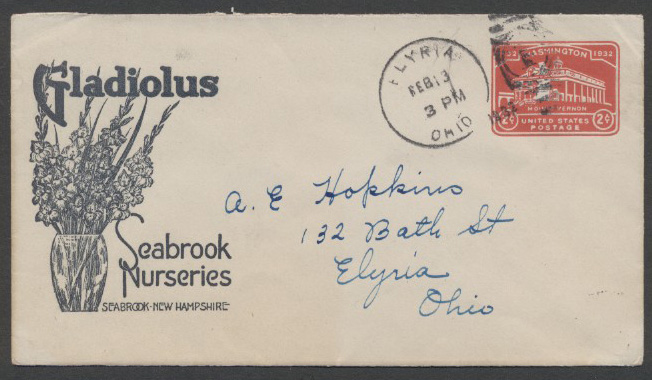 Gladiolus
Seabrook
Nurseries
SEABROOK-NEW HAMPSHIRE
ELYRIA
FEB 13
3 PM
OHIO
WASHINGTON 1932
MOUNT VERNON
2¢ UNITED STATES 2¢
POSTAGE
A. E Hopkins
132 Bath St
Elyria
Ohio